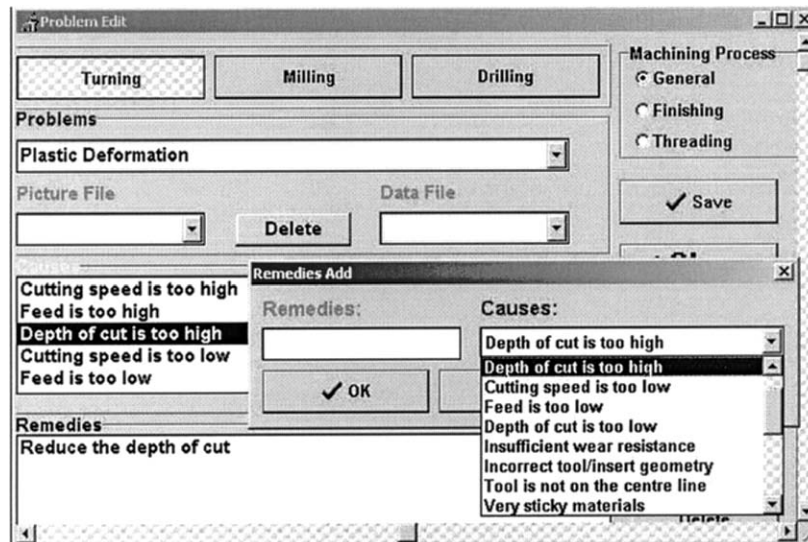 Problem Edit
Turning
Milling
Drilling
Machining Process
General
Finishing
Threading
Problems
Plastic Deformation
Picture File
Data File
Delete
Save
Causes
Cutting speed is too high
Feed is too high
Depth of cut is too high
Cutting speed is too low
Feed is too low
Remedies Add
Remedies:
Causes:
Depth of cut is too high
OK
Depth of cut is too high
Cutting speed is too low
Feed is too low
Depth of cut is too low
Insufficient wear resistance
Incorrect tool/insert geometry
Tool is not on the centre line
Very sticky materials
Remedies
Reduce the depth of cut
Delete